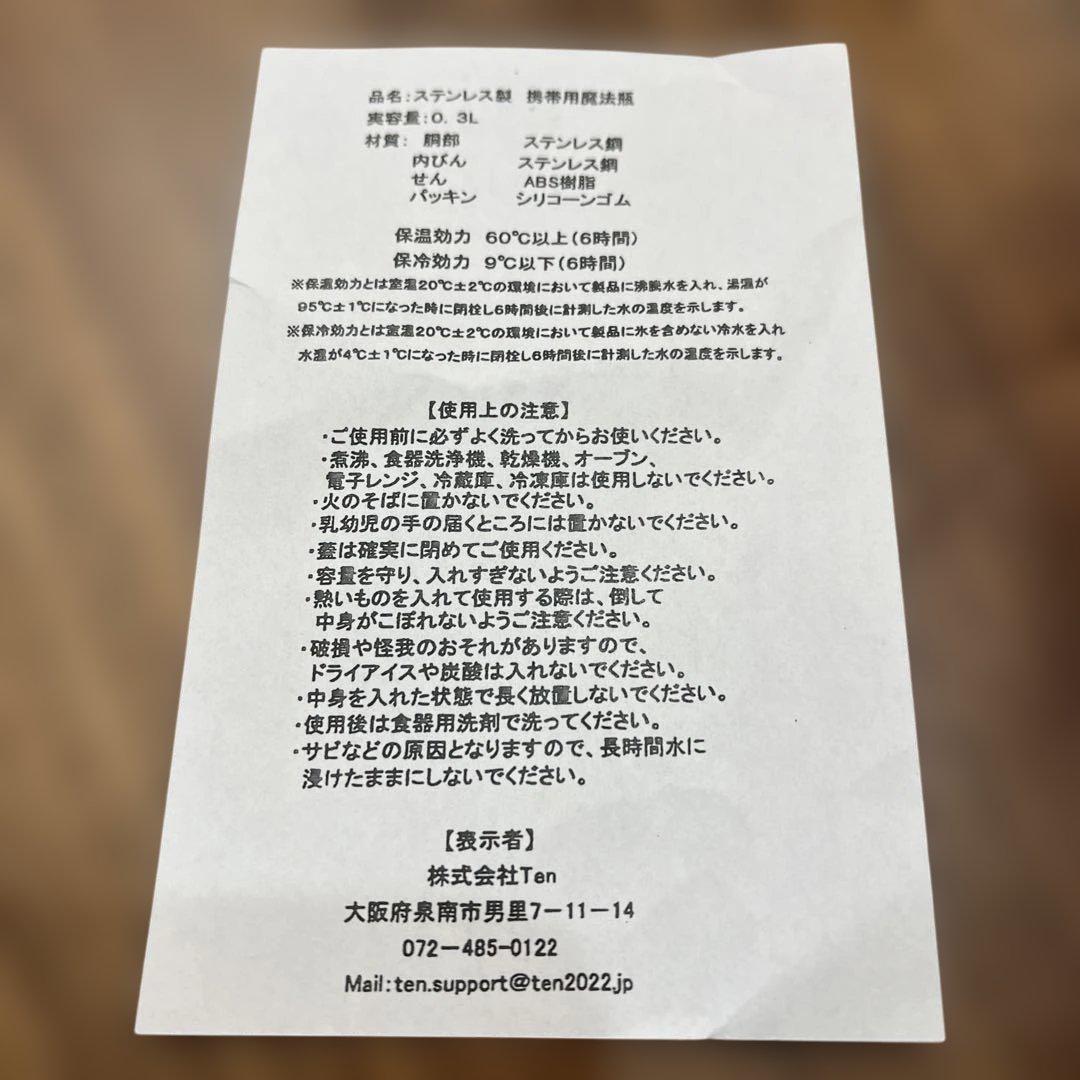 品名:ステンレス製 携帯用魔法瓶
実容量:0.3L
材質: 胴部 ステンレス鋼
内びん ステンレス鋼
せん ABS樹脂
パッキン シリコーンゴム
保温効力 60℃以上(6時間)
保冷効力 9℃以下(6時間)
※保温効力とは室温20℃±2℃の環境において製品に沸騰水を入れ、湯温が
95℃±1℃になった時に閉栓し6時間後に計測した水の温度を示します。
※保冷効力とは室温20℃±2℃の環境において製品に氷を含めない冷水を入れ
水温が4℃±1℃になった時に閉栓し6時間後に計測した水の温度を示します。
【使用上の注意】
・ご使用前に必ずよく洗ってからお使いください。
・煮沸、食器洗浄機、乾燥機、オーブン、
電子レンジ、冷蔵庫、冷凍庫は使用しないでください。
・火のそばに置かないでください。
・乳幼児の手の届くところには置かないでください。
・蓋は確実に閉めてご使用ください。
・容量を守り、入れすぎないようご注意ください。
・熱いものを入れて使用する際は、倒して
中身がこぼれないようご注意ください。
・破損や怪我のおそれがありますので、
ドライアイスや炭酸は入れないでください。
・中身を入れた状態で長く放置しないでください。
・使用後は食器用洗剤で洗ってください。
・サビなどの原因となりますので、長時間水に
浸けたままにしないでください。
【表示者】
株式会社Ten
大阪府泉南市男里7-11-14
072-485-0122
Mail:ten.support@ten2022.jp